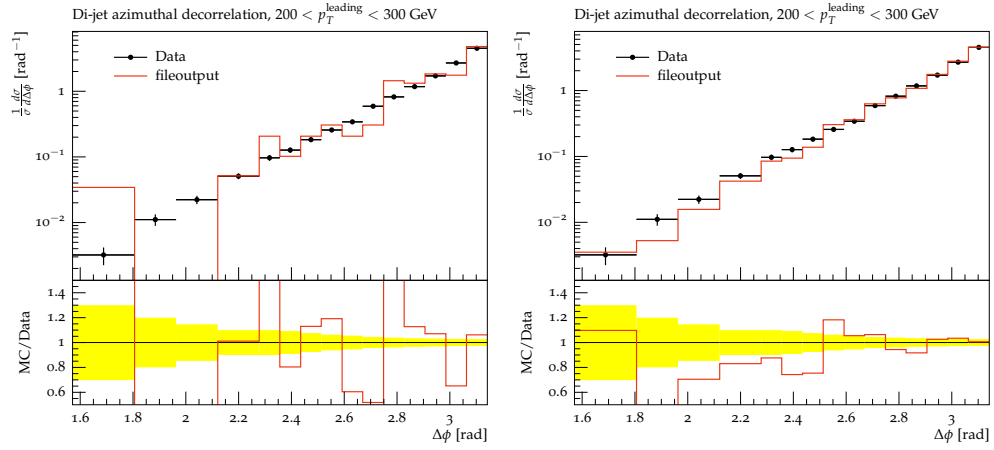 Di-jet azimuthal decorrelation, 200 < p_T^leading < 300 GeV
Data
fileoutput
1/σ dσ/dΔϕ [rad⁻¹]
1
10⁻¹
10⁻²
MC/Data
1.4
1.2
1.0
0.8
0.6
1.6 1.8 2 2.2 2.4 2.6 2.8 3
Δϕ [rad]
Di-jet azimuthal decorrelation, 200 < p_T^leading < 300 GeV
Data
fileoutput
1/σ dσ/dΔϕ [rad⁻¹]
1
10⁻¹
10⁻²
MC/Data
1.4
1.2
1.0
0.8
0.6
1.6 1.8 2 2.2 2.4 2.6 2.8 3
Δϕ [rad]